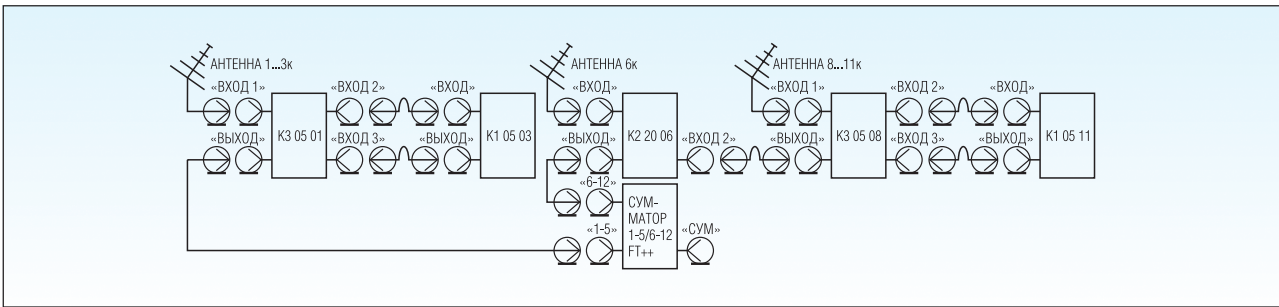 АНТЕННА 1...3к
АНТЕННА 6к
АНТЕННА 8...11к
«ВХОД 1»
«ВХОД 2»
«ВХОД»
«ВХОД»
«ВХОД 1»
«ВХОД 2»
«ВХОД»
К3 05 01
К1 05 03
К2 20 06
К3 05 08
К1 05 11
«ВЫХОД»
«ВХОД 3»
«ВЫХОД»
«ВЫХОД»
«ВХОД 2»
«ВЫХОД»
«ВХОД 3»
«ВЫХОД»
«6-12»
СУМ-
МАТОР
1-5/6-12
FT++
«1-5»
«СУМ»